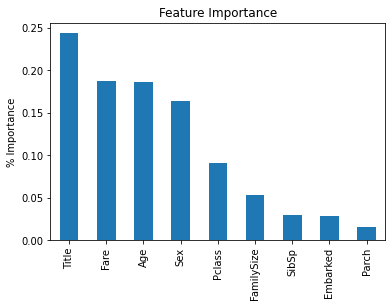 Feature Importance
% Importance
0.25
0.20
0.15
0.10
0.05
0.00
Title
Fare
Age
Sex
Pclass
FamilySize
SibSp
Embarked
Parch